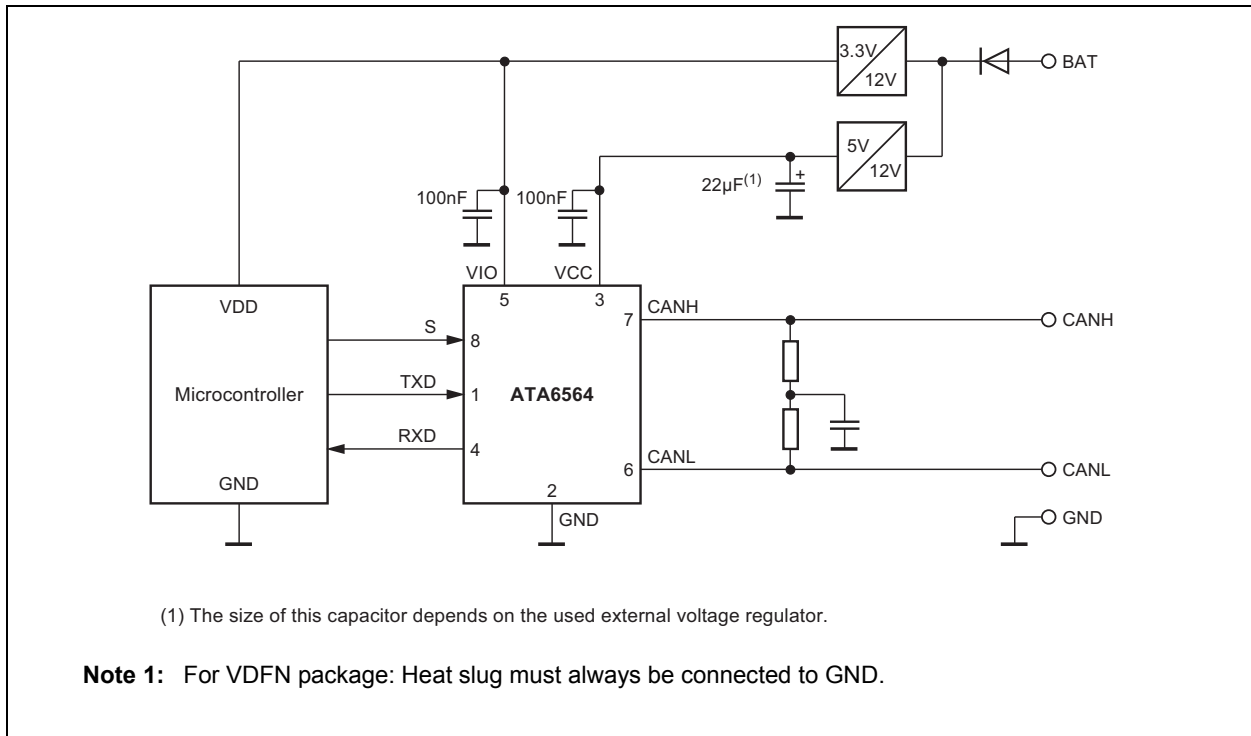 3.3V
12V
BAT
5V
12V
22µF(1)
+
100nF
100nF
VIO
VCC
5
3
VDD
7
CANH
CANH
S
8
Microcontroller
TXD
1
ATA6564
RXD
4
CANL
6
CANL
GND
2
GND
GND
(1) The size of this capacitor depends on the used external voltage regulator.
Note 1: For VDFN package: Heat slug must always be connected to GND.